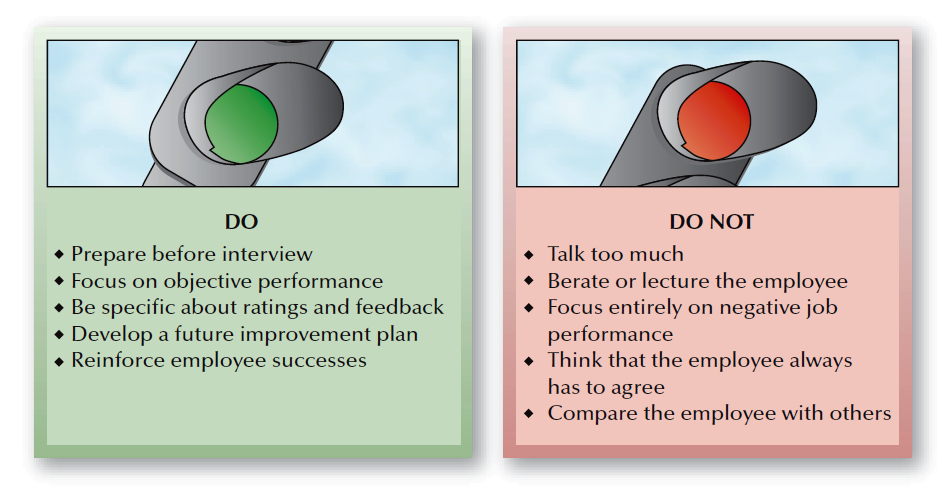 DO
◆ Prepare before interview
◆ Focus on objective performance
◆ Be specific about ratings and feedback
◆ Develop a future improvement plan
◆ Reinforce employee successes
DO NOT
◆ Talk too much
◆ Berate or lecture the employee
◆ Focus entirely on negative job
performance
◆ Think that the employee always
has to agree
◆ Compare the employee with others